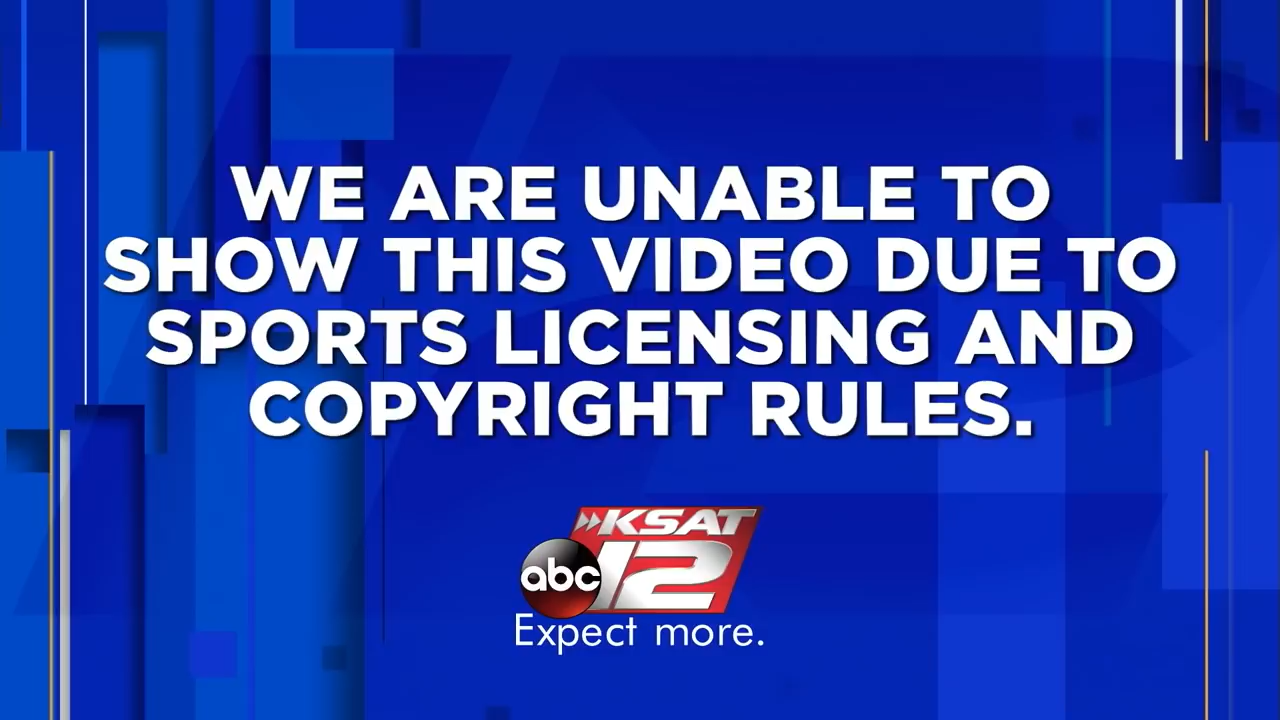 WE ARE UNABLE TO
SHOW THIS VIDEO DUE TO
SPORTS LICENSING AND
COPYRIGHT RULES.
KSAT
abc 12
Expect more.